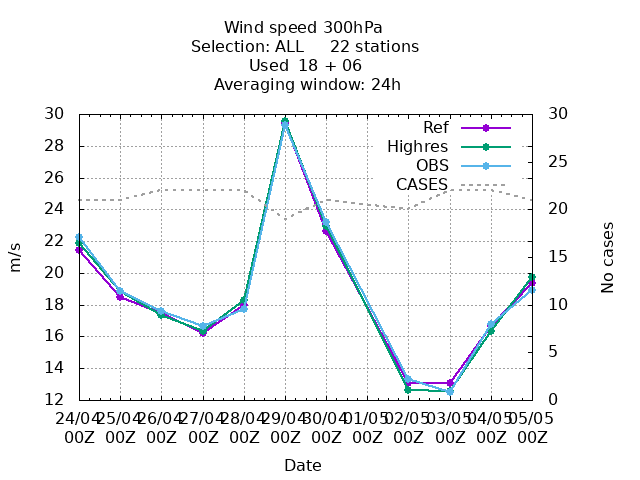 Wind speed 300hPa
Selection: ALL     22 stations
Used  18 + 06
Averaging window: 24h
30
28
26
24
22
20
18
16
14
12
m/s
30
25
20
15
10
5
0
No cases
Ref
Highres
OBS
CASES
24/04 25/04 26/04 27/04 28/04 29/04 30/04 01/05 02/05 03/05 04/05 05/05
00Z 00Z 00Z 00Z 00Z 00Z 00Z 00Z 00Z 00Z 00Z 00Z
Date